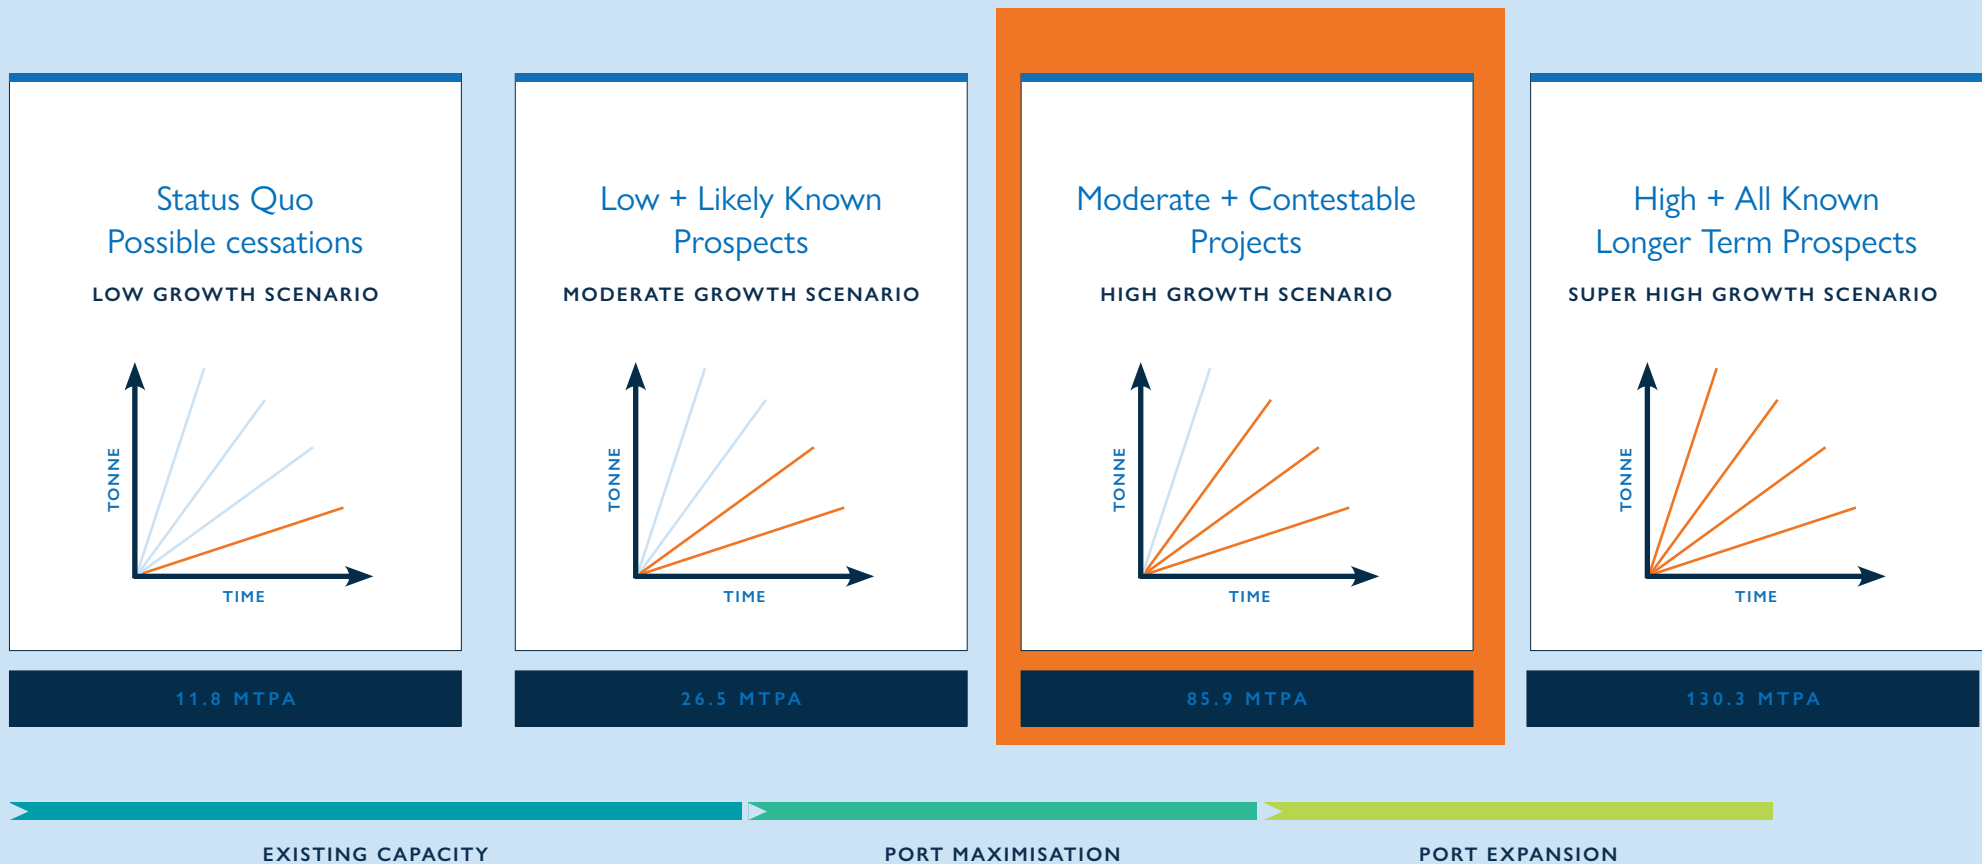 Status Quo
Possible cessations
LOW GROWTH SCENARIO
TONNE
TIME
11.8 MTPA
Low + Likely Known
Prospects
MODERATE GROWTH SCENARIO
TONNE
TIME
26.5 MTPA
Moderate + Contestable
Projects
HIGH GROWTH SCENARIO
TONNE
TIME
85.9 MTPA
High + All Known
Longer Term Prospects
SUPER HIGH GROWTH SCENARIO
TONNE
TIME
130.3 MTPA
EXISTING CAPACITY
PORT MAXIMISATION
PORT EXPANSION